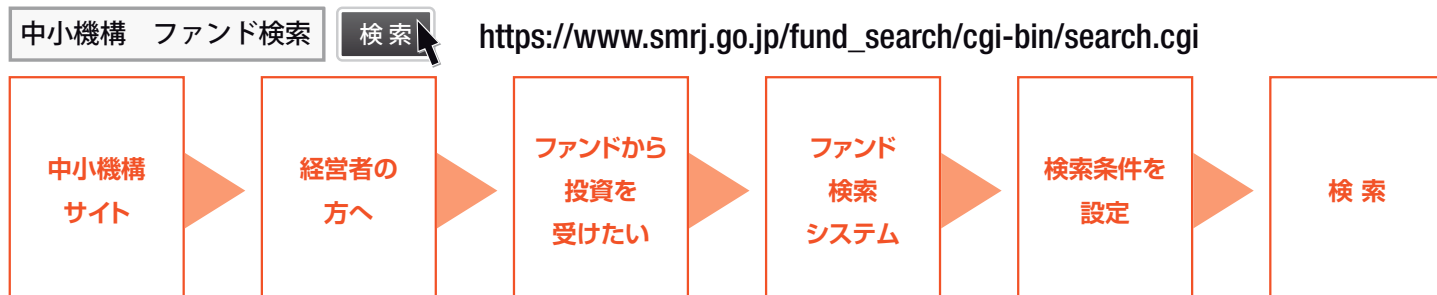 中小機構　ファンド検索
検 索
https://www.smrj.go.jp/fund_search/cgi-bin/search.cgi
中小機構
サイト
経営者の
方へ
ファンドから
投資を
受けたい
ファンド
検索
システム
検索条件を
設定
検 索